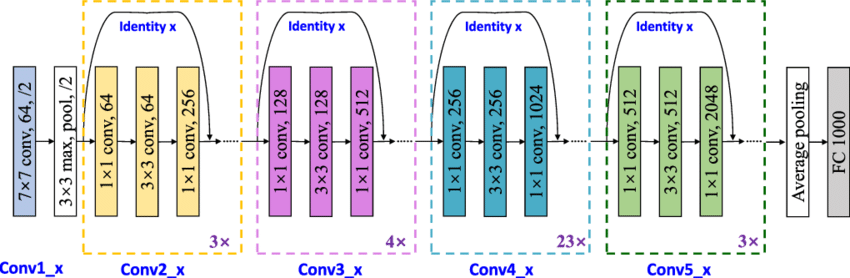 Identity x
Identity x
Identity x
Identity x
7×7 conv, 64, /2
3×3 max, pool, /2
1×1 conv, 64
3×3 conv, 64
1×1 conv, 256
1×1 conv, 128
3×3 conv, 128
1×1 conv, 512
1×1 conv, 256
3×3 conv, 256
1×1 conv, 1024
1×1 conv, 512
3×3 conv, 512
1×1 conv, 2048
Average pooling
FC 1000
3×
4×
23×
3×
Conv1_x
Conv2_x
Conv3_x
Conv4_x
Conv5_x